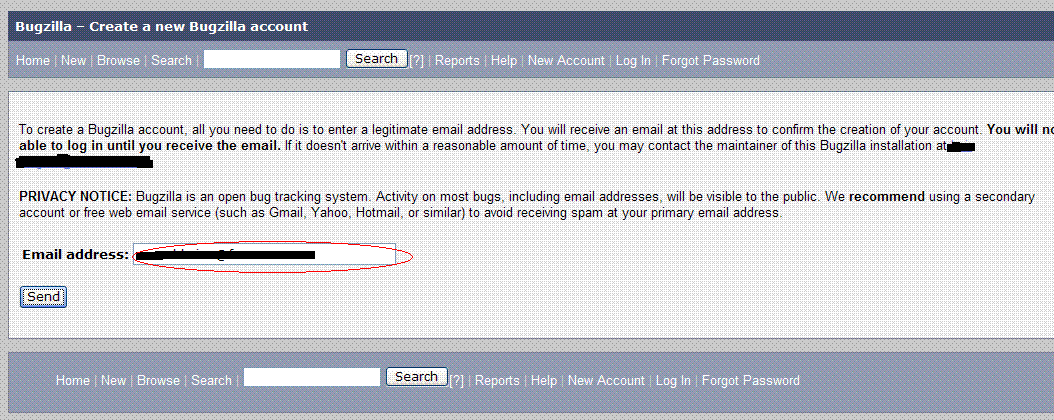 Bugzilla – Create a new Bugzilla account
Home | New | Browse | Search | Search [?] | Reports | Help | New Account | Log In | Forgot Password
To create a Bugzilla account, all you need to do is to enter a legitimate email address. You will receive an email at this address to confirm the creation of your account. You will
able to log in until you receive the email. If it doesn't arrive within a reasonable amount of time, you may contact the maintainer of this Bugzilla installation at
PRIVACY NOTICE: Bugzilla is an open bug tracking system. Activity on most bugs, including email addresses, will be visible to the public. We recommend using a secondary
account or free web email service (such as Gmail, Yahoo, Hotmail, or similar) to avoid receiving spam at your primary email address.
Email address:
Send
Home | New | Browse | Search | Search [?] | Reports | Help | New Account | Log In | Forgot Password